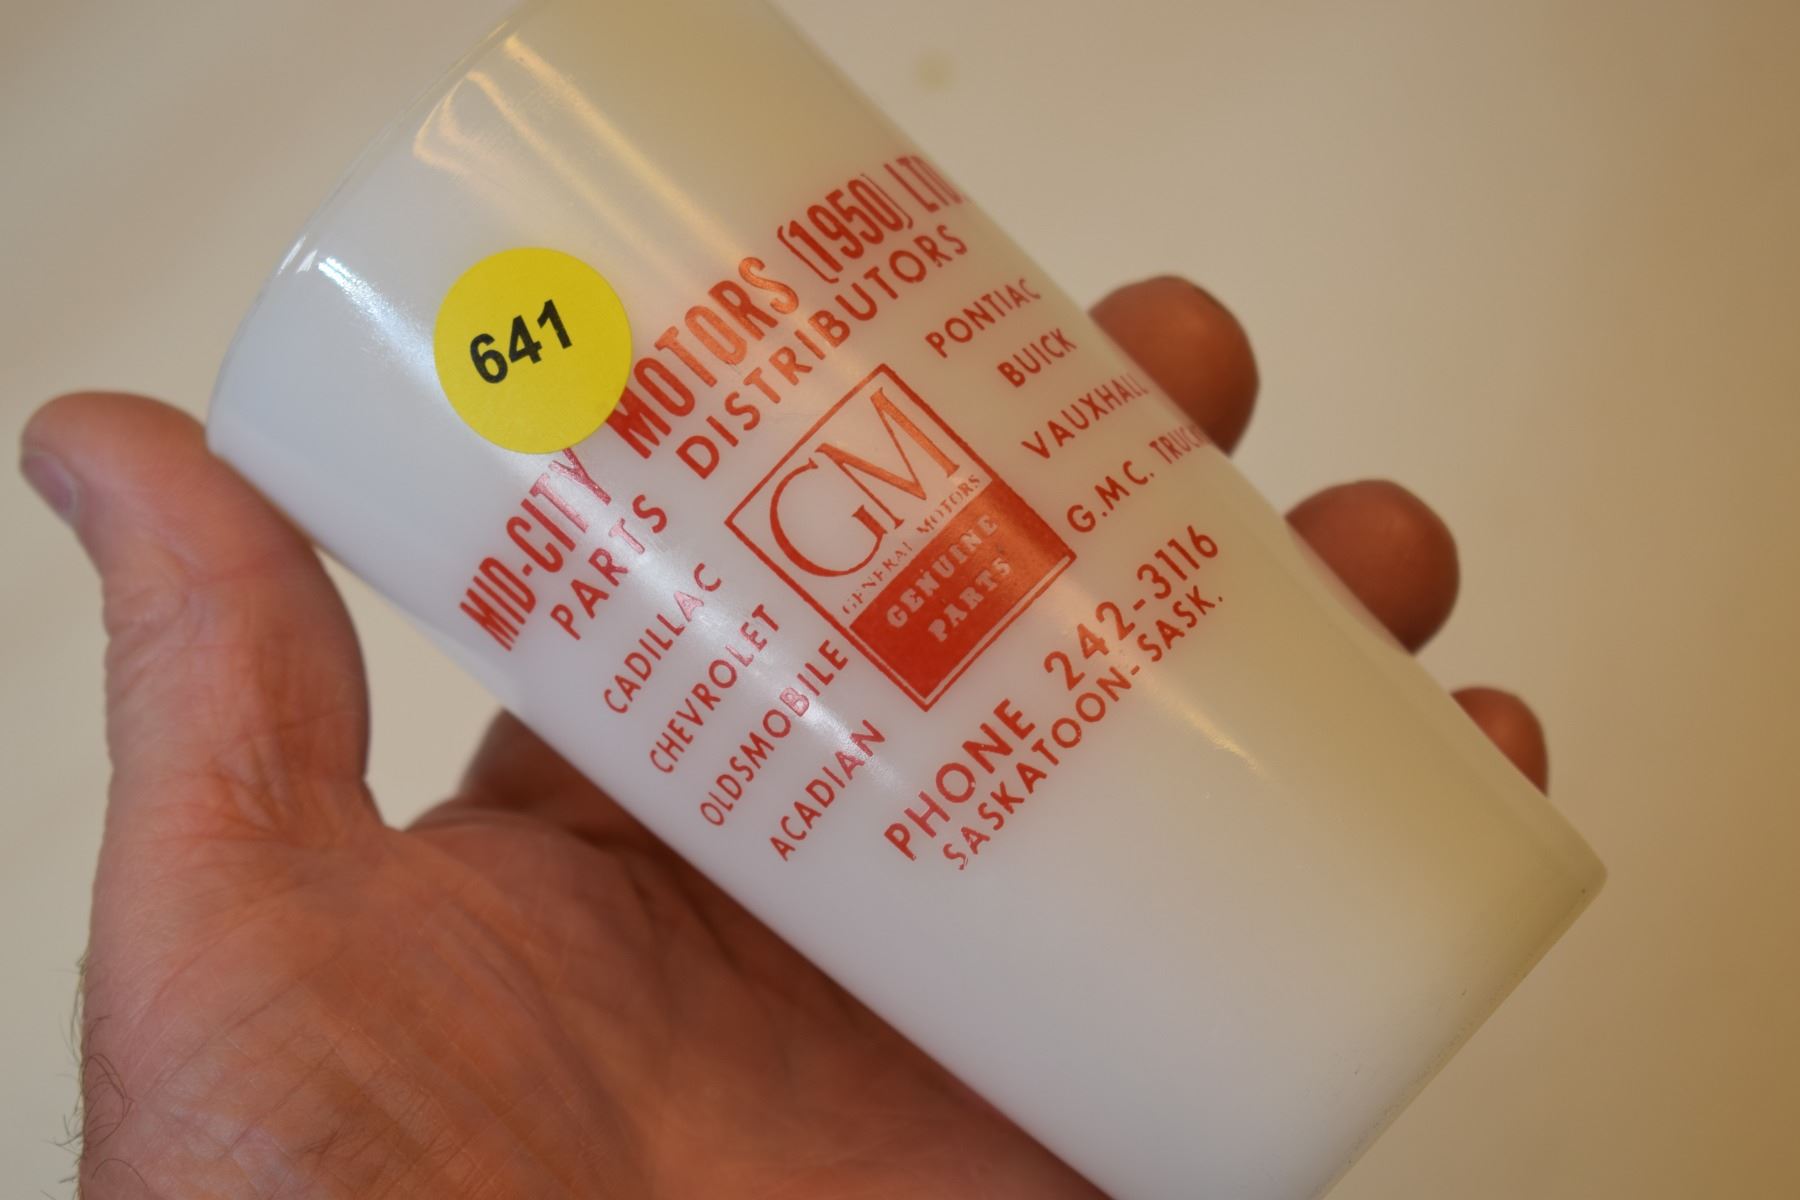 641
MID-CITY MOTORS (1950) LTD.
PARTS DISTRIBUTORS
CADILLAC
CHEVROLET
OLDSMOBILE
ACADIAN
GM
GENERAL MOTORS
GENUINE
PARTS
PONTIAC
BUICK
VAUXHALL
G.M.C. TRUCKS
PHONE 242-3116
SASKATOON-SASK.